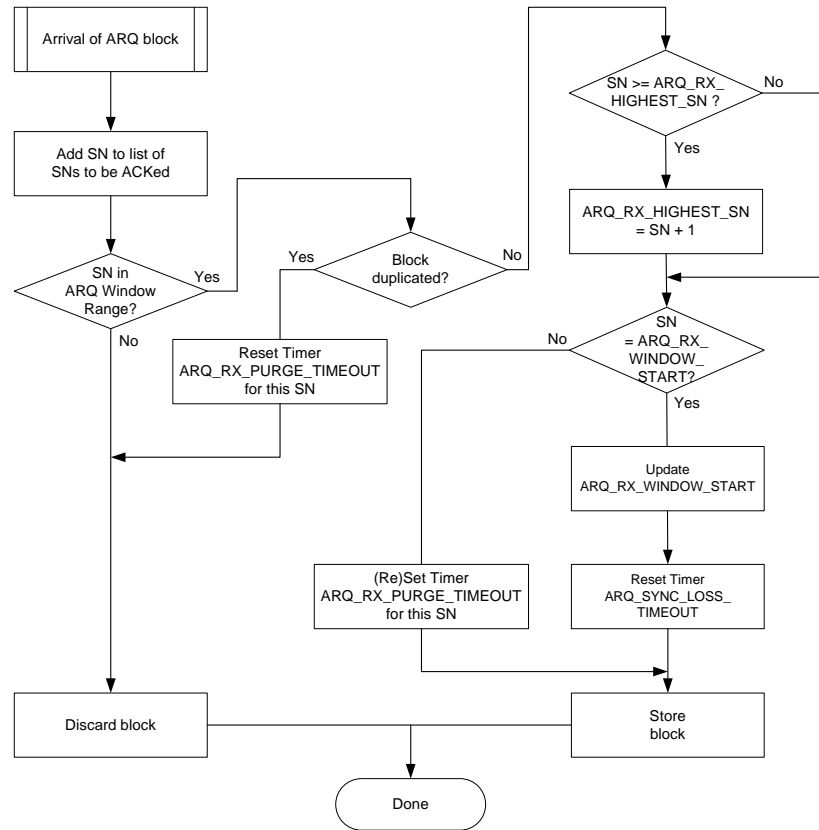 Arrival of ARQ block
Add SN to list of
SNs to be ACKed
SN in
ARQ Window
Range?
Yes
No
Block
duplicated?
Yes
No
Reset Timer
ARQ_RX_PURGE_TIMEOUT
for this SN
SN >= ARQ_RX_
HIGHEST_SN ?
No
Yes
ARQ_RX_HIGHEST_SN
= SN + 1
SN
= ARQ_RX_
WINDOW_
START?
No
Yes
Update
ARQ_RX_WINDOW_START
(Re)Set Timer
ARQ_RX_PURGE_TIMEOUT
for this SN
Reset Timer
ARQ_SYNC_LOSS_
TIMEOUT
Discard block
Store
block
Done